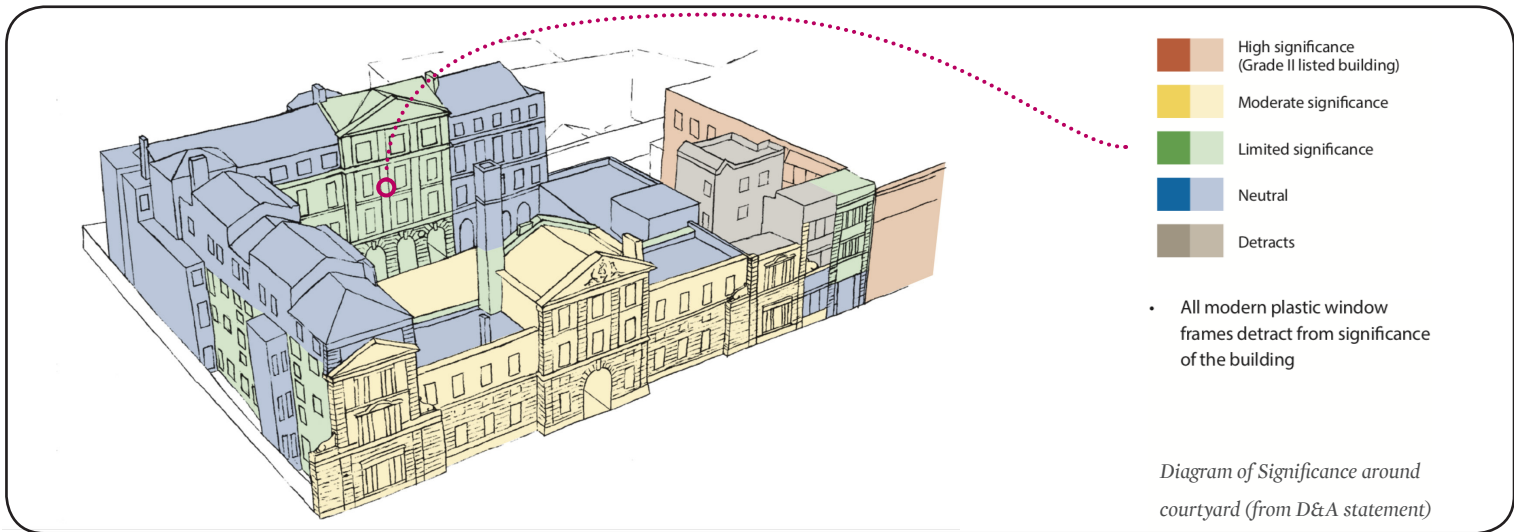 High significance
(Grade II listed building)
Moderate significance
Limited significance
Neutral
Detracts
• All modern plastic window
frames detract from significance
of the building
Diagram of Significance around
courtyard (from D&A statement)